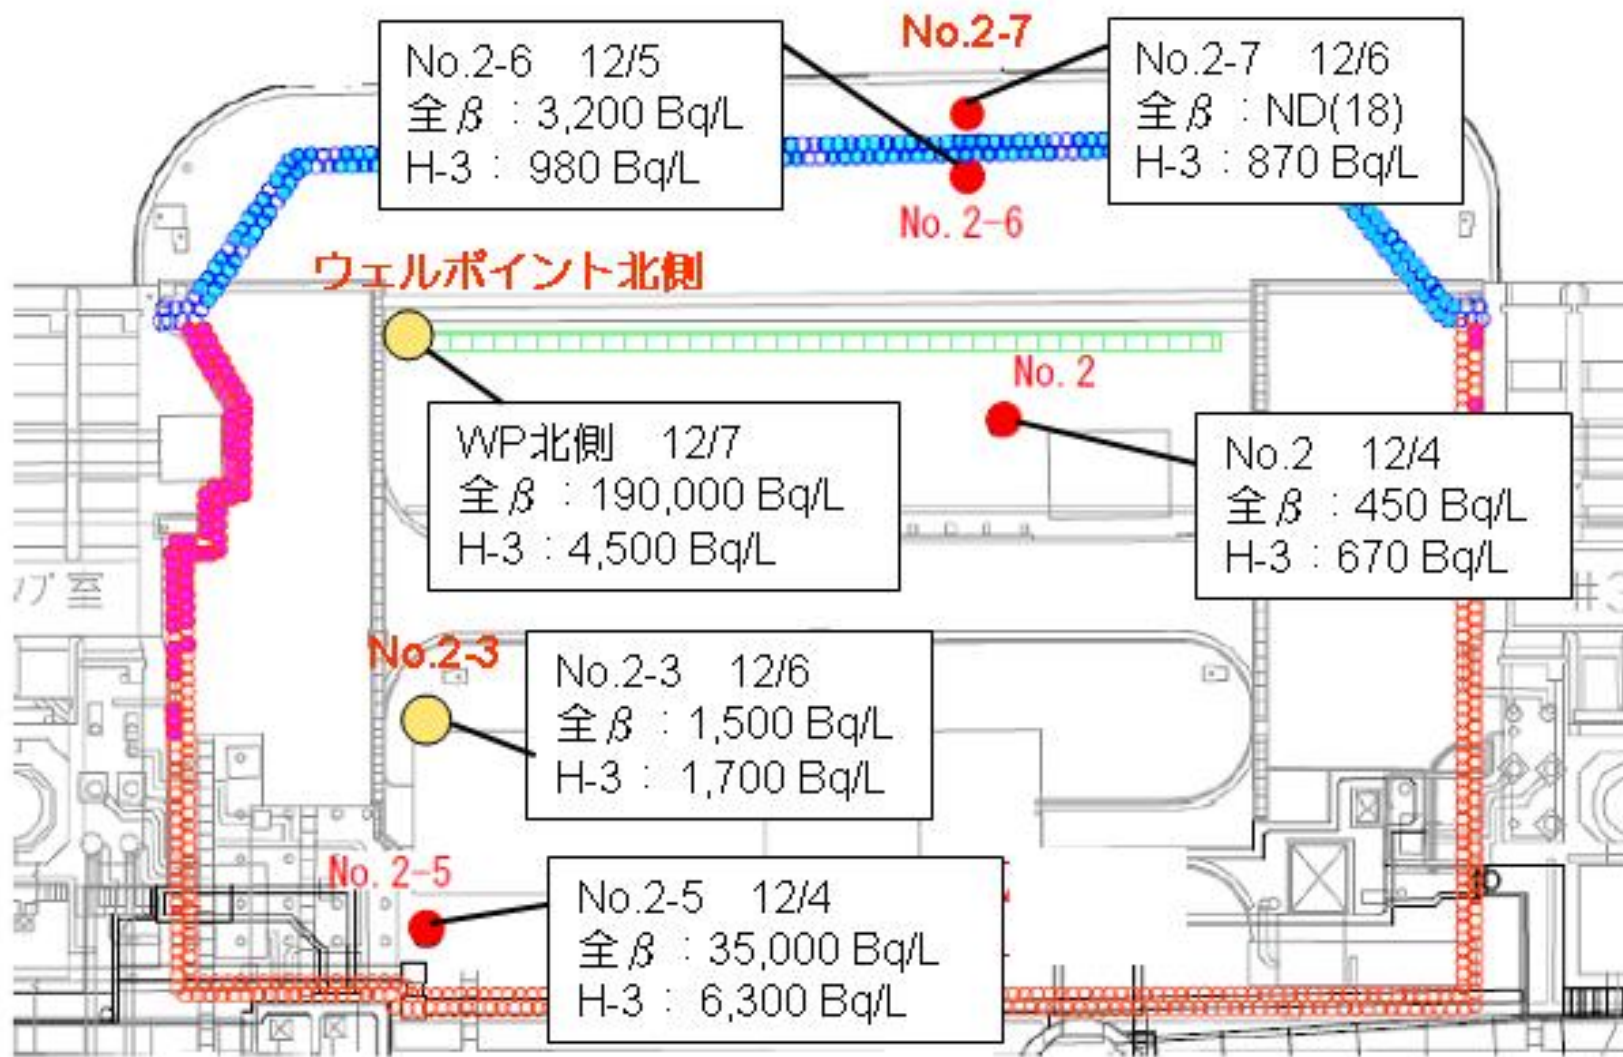 No.2-6 12/5
全β：3,200 Bq/L
H-3： 980 Bq/L
No.2-7
No.2-7 12/6
全β：ND(18)
H-3：870 Bq/L
No.2-6
ウェルポイント北側
No.2
WP北側 12/7
全β：190,000 Bq/L
H-3：4,500 Bq/L
No.2 12/4
全β：450 Bq/L
H-3：670 Bq/L
プ室
No.2-3
No.2-3 12/6
全β：1,500 Bq/L
H-3： 1,700 Bq/L
No.2-5
No.2-5 12/4
全β：35,000 Bq/L
H-3： 6,300 Bq/L